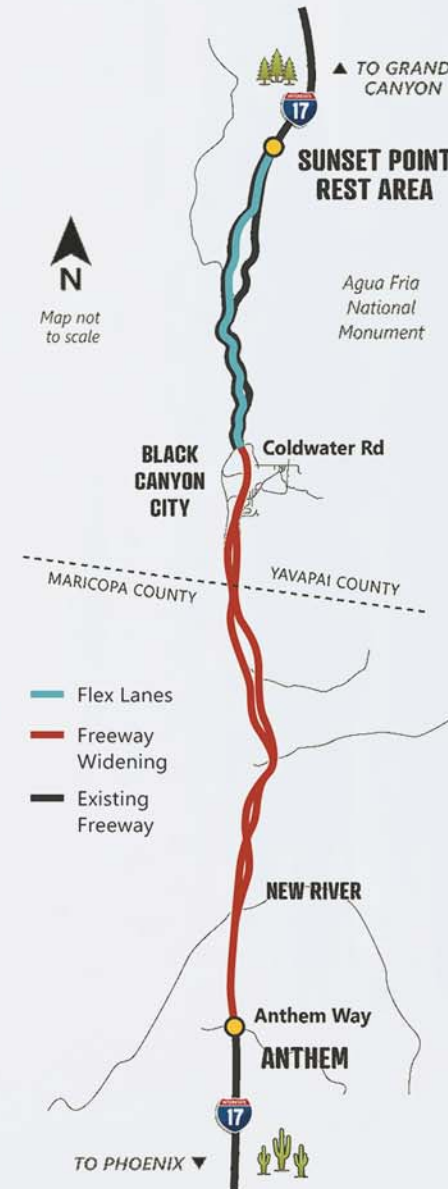 ▲ TO GRAND
CANYON
INTERSTATE
17
SUNSET POINT
REST AREA
N
Map not
to scale
Agua Fria
National
Monument
Coldwater Rd
BLACK
CANYON
CITY
MARICOPA COUNTY
YAVAPAI COUNTY
Flex Lanes
Freeway
Widening
Existing
Freeway
NEW RIVER
Anthem Way
ANTHEM
INTERSTATE
17
TO PHOENIX ▼